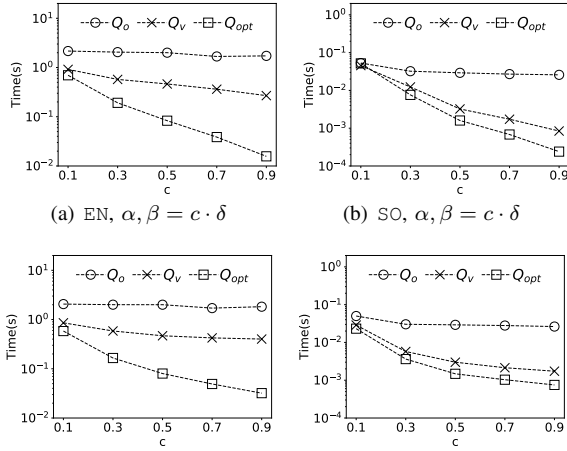 Q_o Q_v Q_opt
Time(s)
10^1
10^0
10^-1
10^-2
0.1 0.3 0.5 0.7 0.9
c
(a) EN, α, β = c · δ
Q_o Q_v Q_opt
Time(s)
10^0
10^-1
10^-2
10^-3
10^-4
0.1 0.3 0.5 0.7 0.9
c
(b) SO, α, β = c · δ
Q_o Q_v Q_opt
Time(s)
10^1
10^0
10^-1
10^-2
0.1 0.3 0.5 0.7 0.9
c
Q_o Q_v Q_opt
Time(s)
10^0
10^-1
10^-2
10^-3
10^-4
0.1 0.3 0.5 0.7 0.9
c